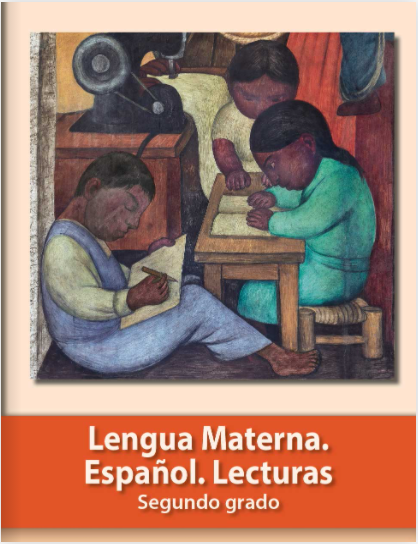 Lengua Materna.
Español. Lecturas
Segundo grado